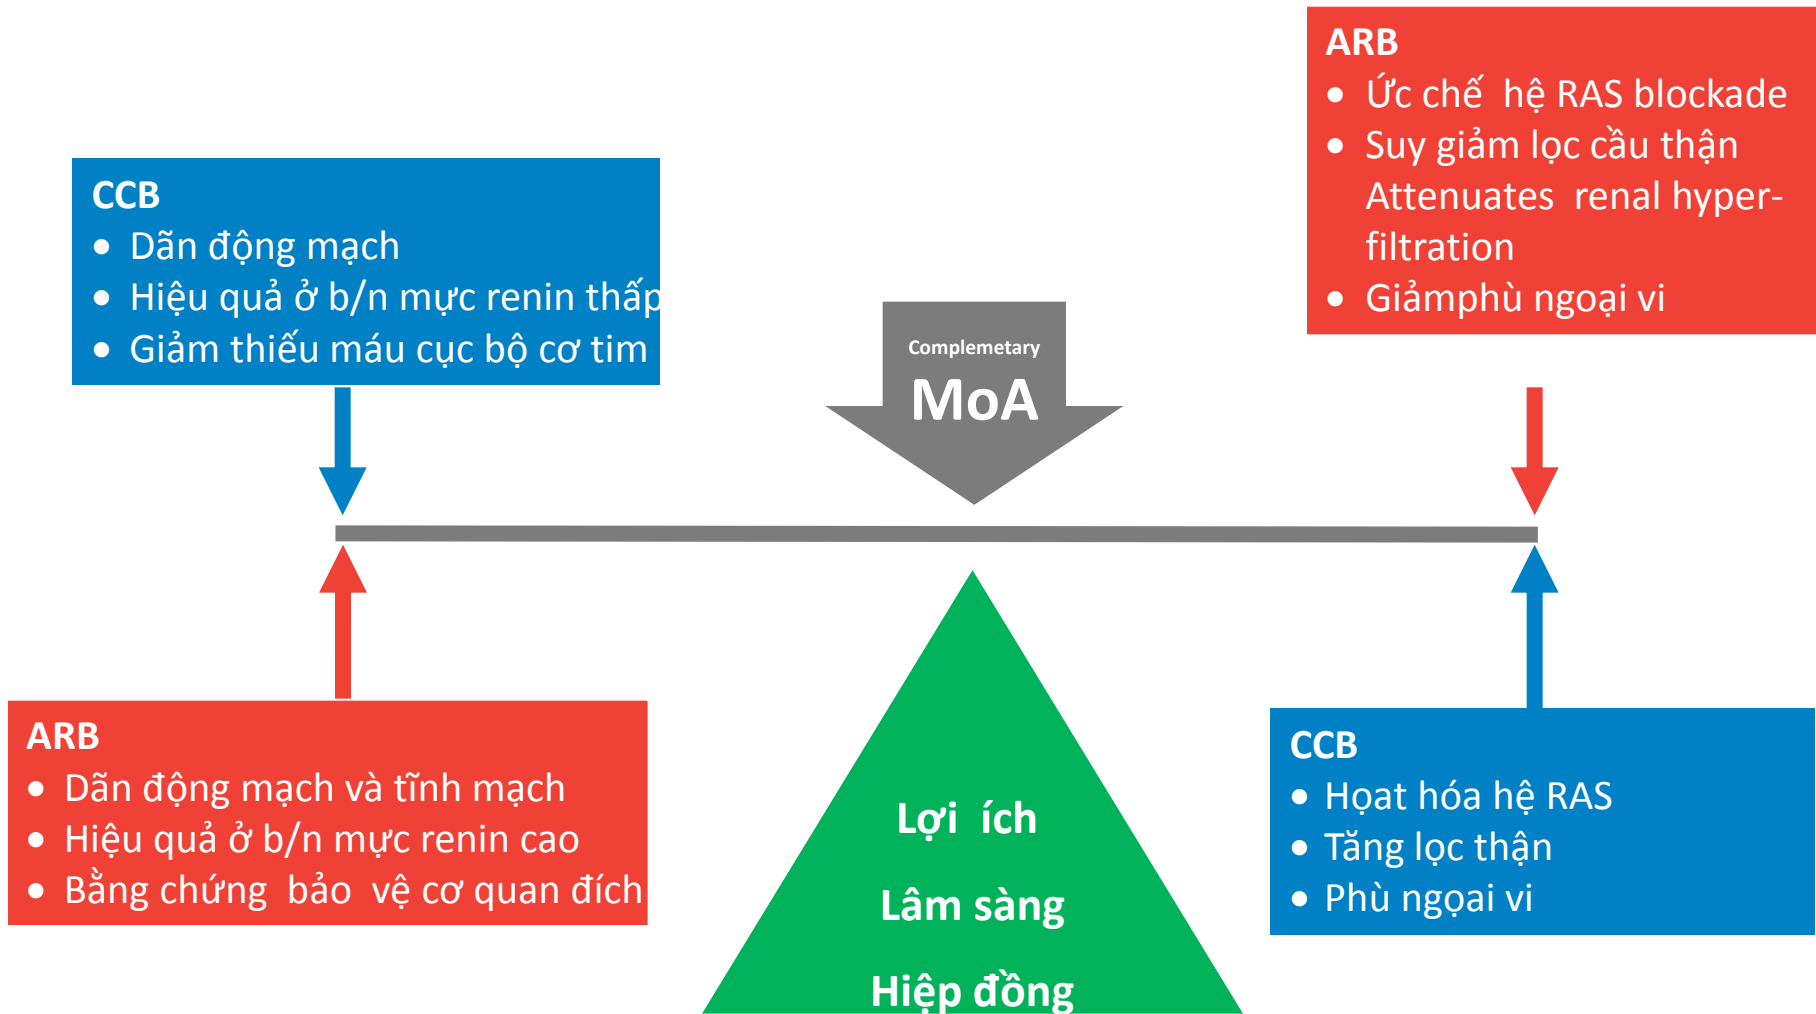 CCB
• Dãn động mạch
• Hiệu quả ở b/n mực renin thấp
• Giảm thiếu máu cục bộ cơ tim
ARB
• Ức chế hệ RAS blockade
• Suy giảm lọc cầu thận
Attenuates renal hyper-
filtration
• Giảmphù ngoại vi
Complemetary
MoA
ARB
• Dãn động mạch và tĩnh mạch
• Hiệu quả ở b/n mực renin cao
• Bằng chứng bảo vệ cơ quan đích
Lợi ích
Lâm sàng
Hiệp đồng
CCB
• Họat hóa hệ RAS
• Tăng lọc thận
• Phù ngọai vi